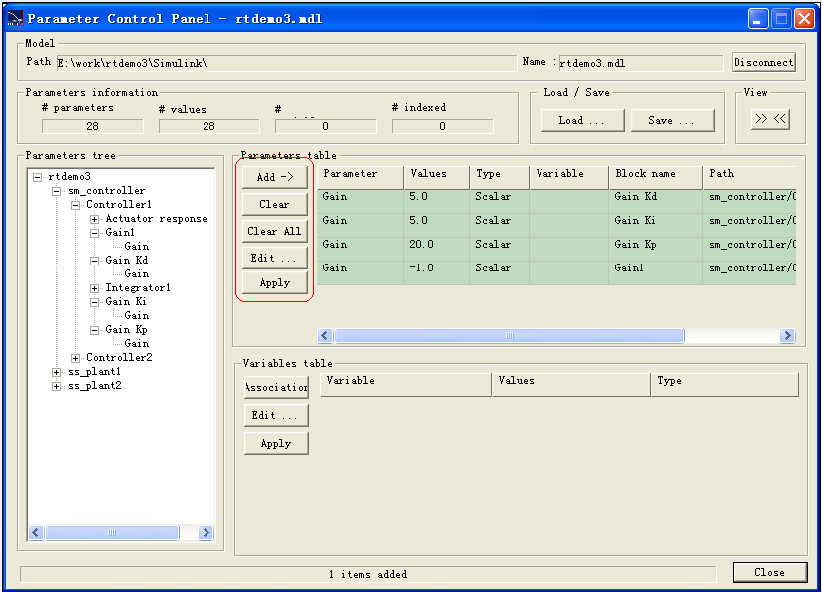 Parameter Control Panel - rtdemo3.mdl
Model
Path E:\work\rtdemo3\Simulink\ Name : rtdemo3.mdl Disconnect
Parameters information Load / Save View
# parameters # values # # indexed
28 28 0 0 Load ... Save ... >> <<
Parameters tree
rtdemo3
sm_controller
Controller1
Actuator response
Gain1
Gain
Gain Kd
Gain
Integrator1
Gain Ki
Gain
Gain Kp
Gain
Controller2
ss_plant1
ss_plant2
Parameters table
Add ->
Clear
Clear All
Edit ...
Apply
Parameter Values Type Variable Block name Path
Gain 5.0 Scalar Gain Kd sm_controller/
Gain 5.0 Scalar Gain Ki sm_controller/
Gain 20.0 Scalar Gain Kp sm_controller/
Gain -1.0 Scalar Gain1 sm_controller/
Variables table
Association
Edit ...
Apply
Variable Values Type
1 items added
Close